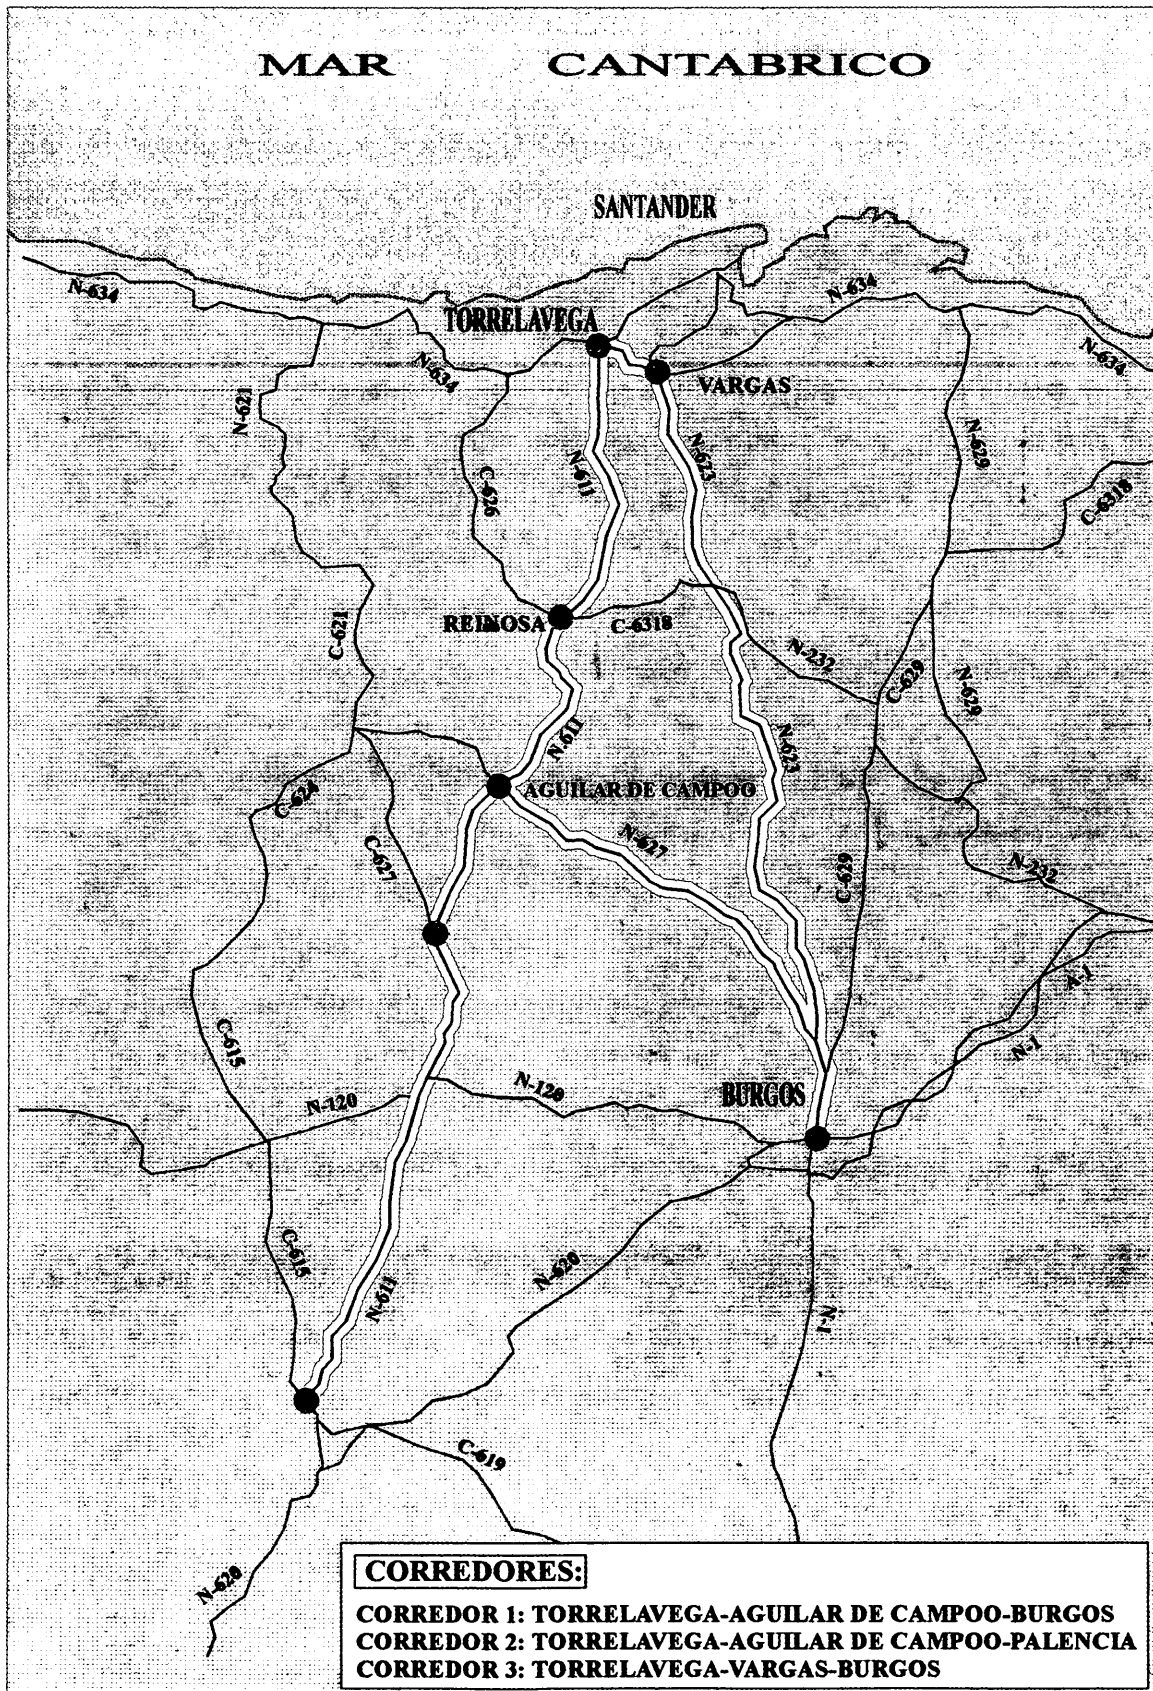 MAR CANTABRICO
SANTANDER
N-634
N-634
TORRELAVEGA
N-634
N-634
VARGAS
N-621
N-611
N-623
N-629
C-626
C-6318
REINOSA
C-6318
C-621
N-232
C-629
N-629
N-611
N-623
AGUILAR DE CAMPOO
C-624
N-627
C-627
C-629
N-232
A-1
C-615
N-1
N-120
BURGOS
N-120
C-615
N-620
N-611
N-1
C-619
N-620
CORREDORES:
CORREDOR 1: TORRELAVEGA-AGUILAR DE CAMPOO-BURGOS
CORREDOR 2: TORRELAVEGA-AGUILAR DE CAMPOO-PALENCIA
CORREDOR 3: TORRELAVEGA-VARGAS-BURGOS